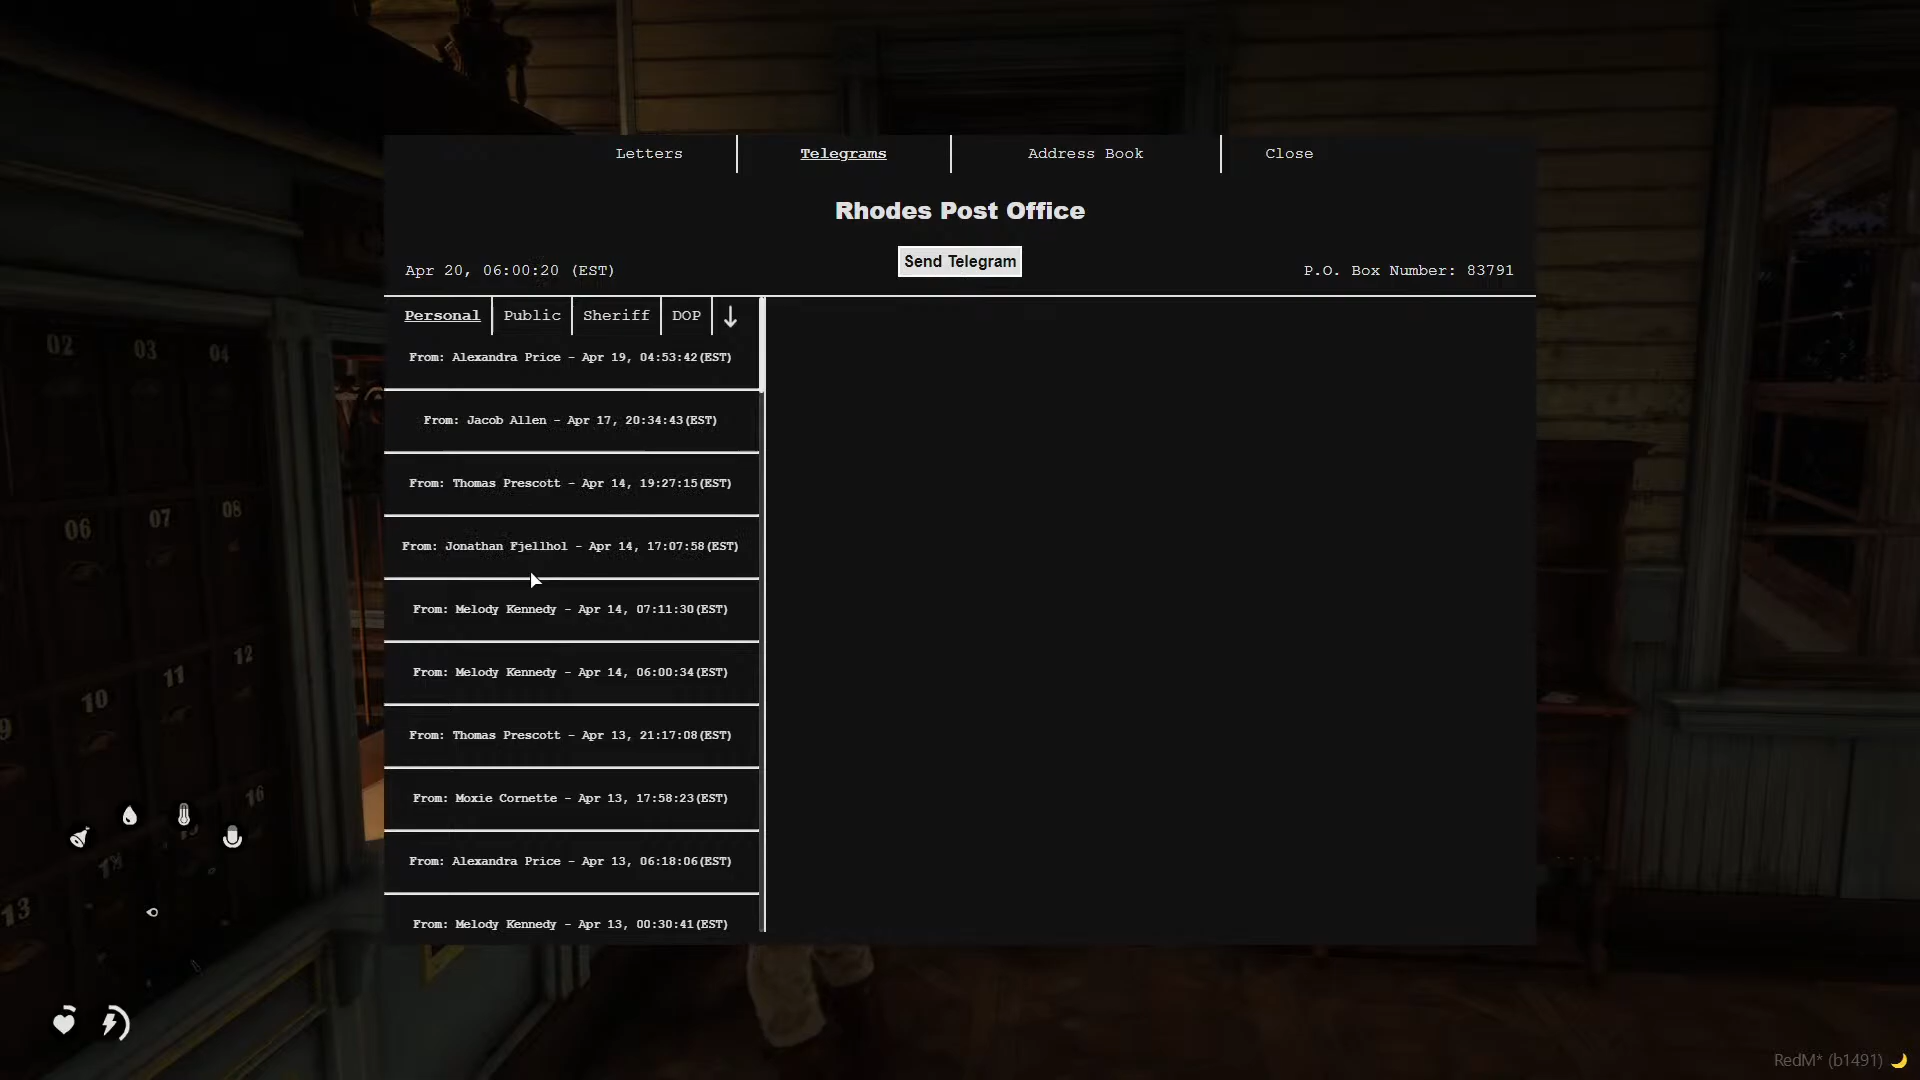 Letters
Telegrams
Address Book
Close
Rhodes Post Office
Send Telegram
Apr 20, 06:00:20 (EST)
P.O. Box Number: 83791
Personal
Public
Sheriff
DOP
From: Alexandra Price - Apr 19, 04:53:42(EST)
From: Jacob Allen - Apr 17, 20:34:43(EST)
From: Thomas Prescott - Apr 14, 19:27:15(EST)
From: Jonathan Fjellhol - Apr 14, 17:07:58(EST)
From: Melody Kennedy - Apr 14, 07:11:30(EST)
From: Melody Kennedy - Apr 14, 06:00:34(EST)
From: Thomas Prescott - Apr 13, 21:17:08(EST)
From: Moxie Cornette - Apr 13, 17:58:23(EST)
From: Alexandra Price - Apr 13, 06:18:06(EST)
From: Melody Kennedy - Apr 13, 00:30:41(EST)
02
03
04
06
07
08
10
11
12
16
13
RedM* (b1491)